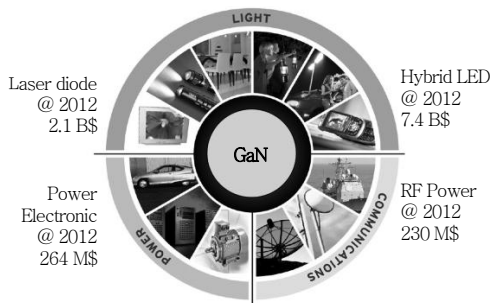 LIGHT
Laser diode
@ 2012
2.1 B$
Hybrid LED
@ 2012
7.4 B$
GaN
Power
Electronic
@ 2012
264 M$
RF Power
@ 2012
230 M$
POWER
COMMUNICATIONS